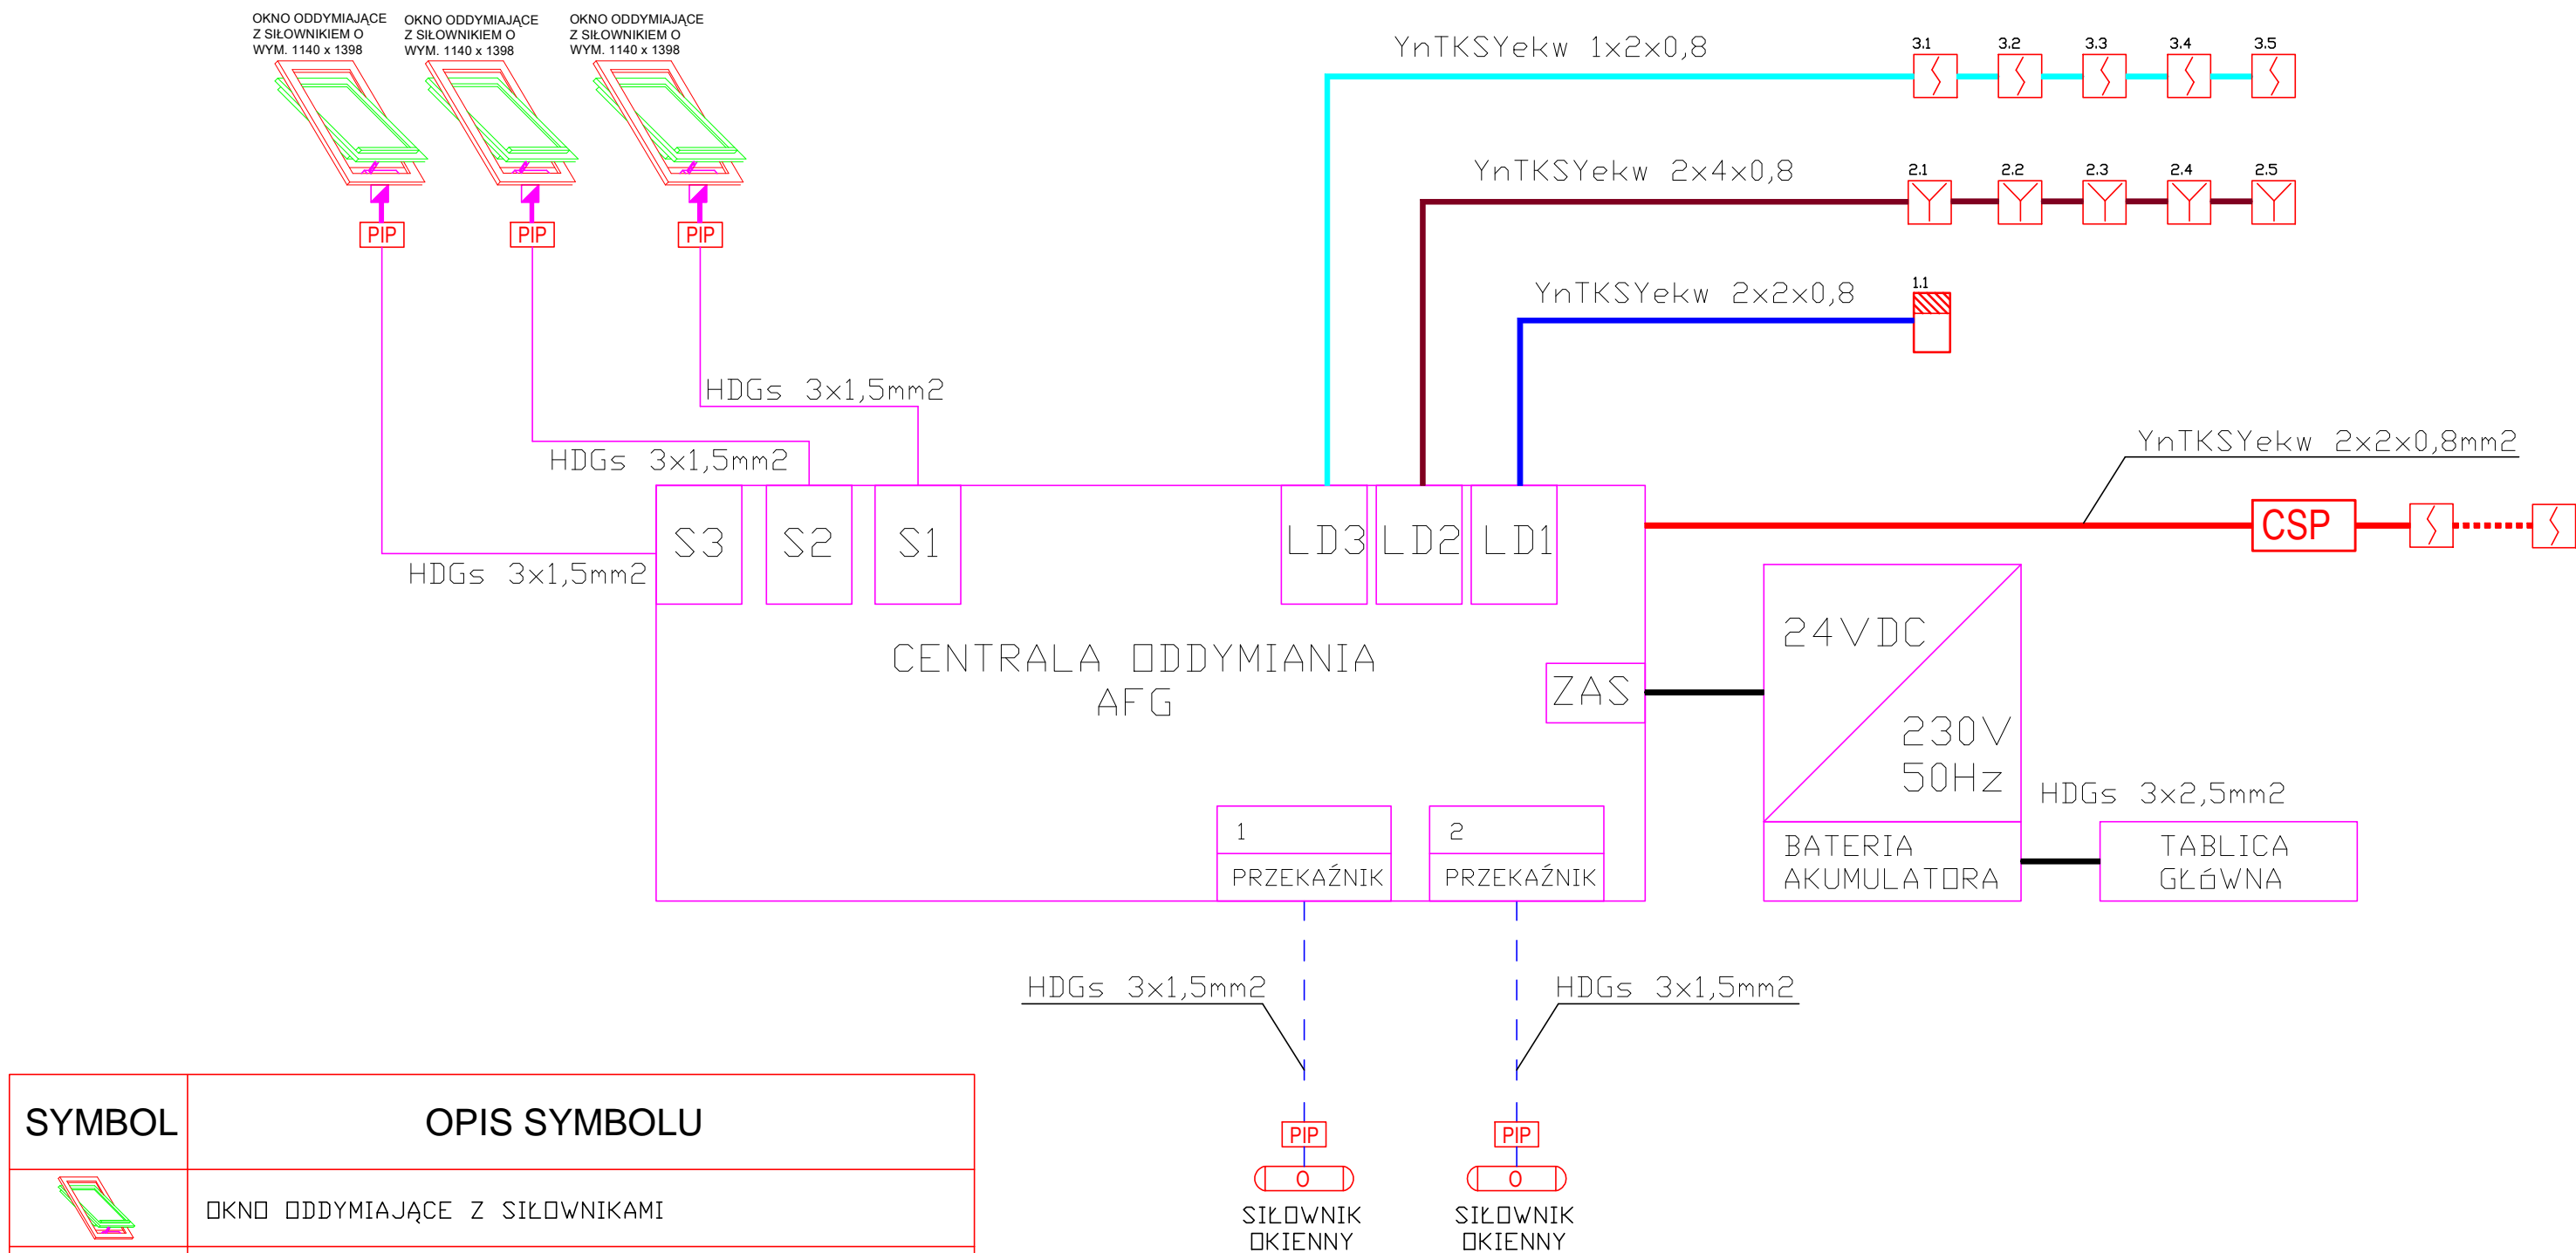 OKNO ODDYMIAJĄCE
Z SIŁOWNIKIEM O
WYM. 1140 x 1398
OKNO ODDYMIAJĄCE
Z SIŁOWNIKIEM O
WYM. 1140 x 1398
OKNO ODDYMIAJĄCE
Z SIŁOWNIKIEM O
WYM. 1140 x 1398
PIP
PIP
PIP
YnTKSYekw 1x2x0,8
3.1
3.2
3.3
3.4
3.5
YnTKSYekw 2x4x0,8
2.1
2.2
2.3
2.4
2.5
YnTKSYekw 2x2x0,8
1.1
HDGs 3x1,5mm2
HDGs 3x1,5mm2
HDGs 3x1,5mm2
YnTKSYekw 2x2x0,8mm2
CSP
S3
S2
S1
LD3
LD2
LD1
CENTRALA ODDYMIANIA
AFG
ZAS
24VDC
230V
50Hz
HDGs 3x2,5mm2
BATERIA
AKUMULATORA
TABLICA
GŁóWNA
1
PRZEKAŹNIK
2
PRZEKAŹNIK
HDGs 3x1,5mm2
HDGs 3x1,5mm2
PIP
PIP
O
O
SIŁOWNIK
OKIENNY
SIŁOWNIK
OKIENNY
SYMBOL
OPIS SYMBOLU
OKNO ODDYMIAJĄCE Z SIŁOWNIKAMI